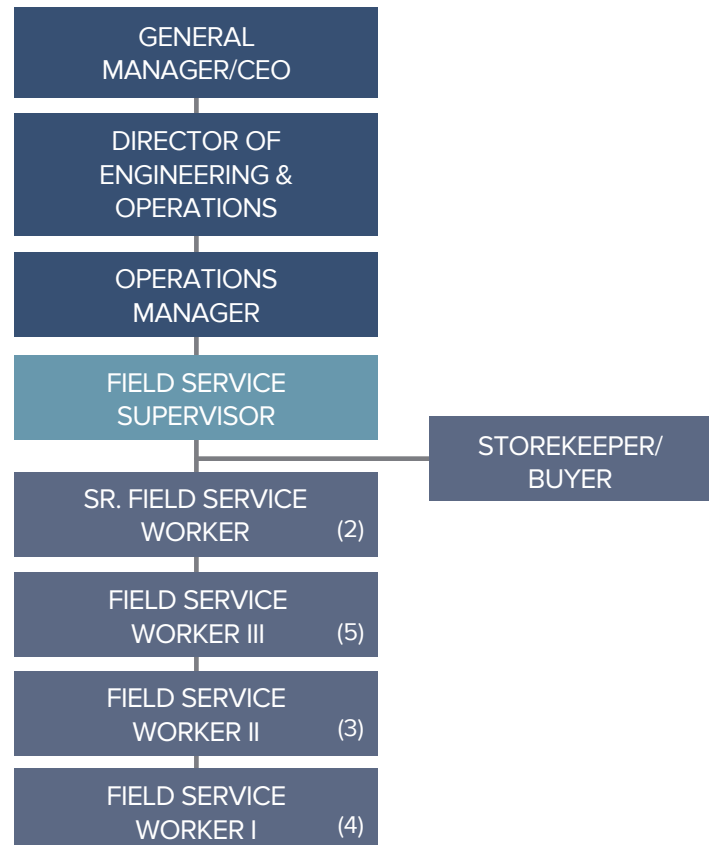 GENERAL
MANAGER/CEO
DIRECTOR OF
ENGINEERING &
OPERATIONS
OPERATIONS
MANAGER
FIELD SERVICE
SUPERVISOR
STOREKEEPER/
BUYER
SR. FIELD SERVICE
WORKER (2)
FIELD SERVICE
WORKER III (5)
FIELD SERVICE
WORKER II (3)
FIELD SERVICE
WORKER I (4)